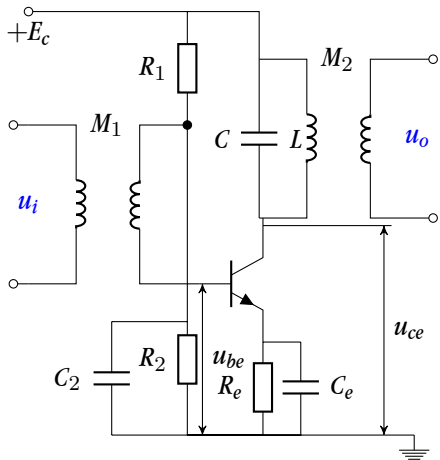 +E_c
R_1
M_2
M_1
C
L
u_o
u_i
u_ce
R_2
u_be
C_2
R_e
C_e